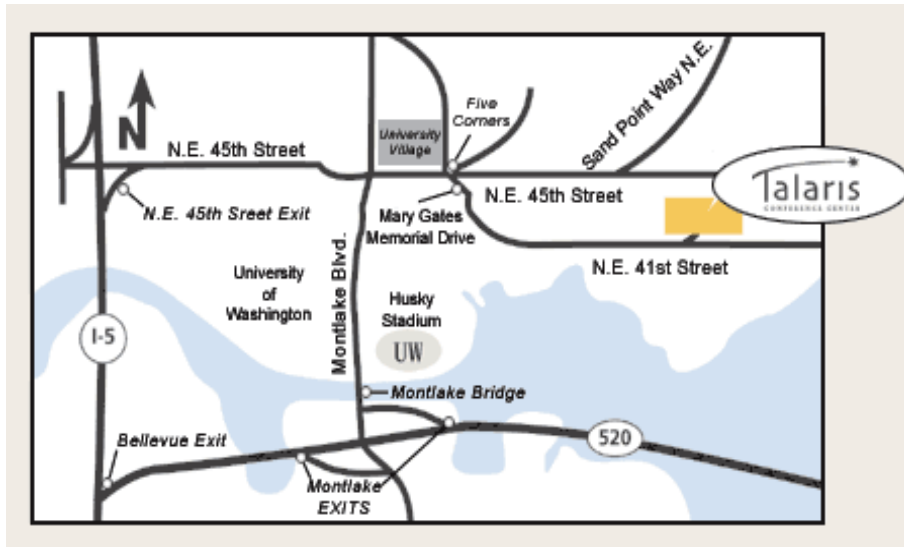 Five
Corners
Sand Point Way N.E.
N
University
Village
N.E. 45th Street
Talaris
CONFERENCE CENTER
N.E. 45th Sreet Exit
Mary Gates
Memorial Drive
N.E. 45th Street
N.E. 41st Street
University
of
Washington
Montlake Blvd.
Husky
Stadium
UW
I-5
Montlake Bridge
Bellevue Exit
520
Montlake
EXITS